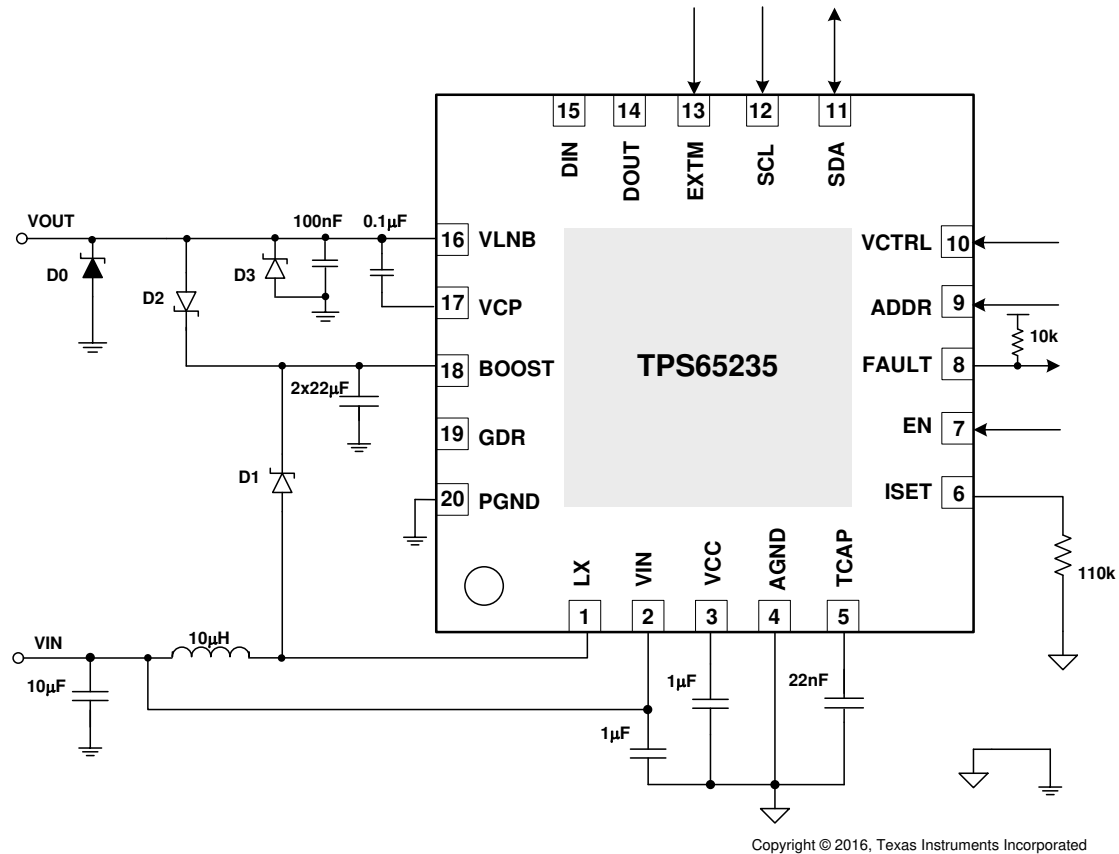 15 14 13 12 11
DIN DOUT EXTM SCL SDA
VOUT 100nF 0.1μF
16 VLNB VCTRL 10
D0 D2 D3
17 VCP ADDR 9
10k
18 BOOST TPS65235 FAULT 8
2x22μF
19 GDR EN 7
D1
20 PGND ISET 6
LX VIN VCC AGND TCAP
110k
1 2 3 4 5
VIN 10μH
10μF 1μF 22nF
1μF
Copyright © 2016, Texas Instruments Incorporated